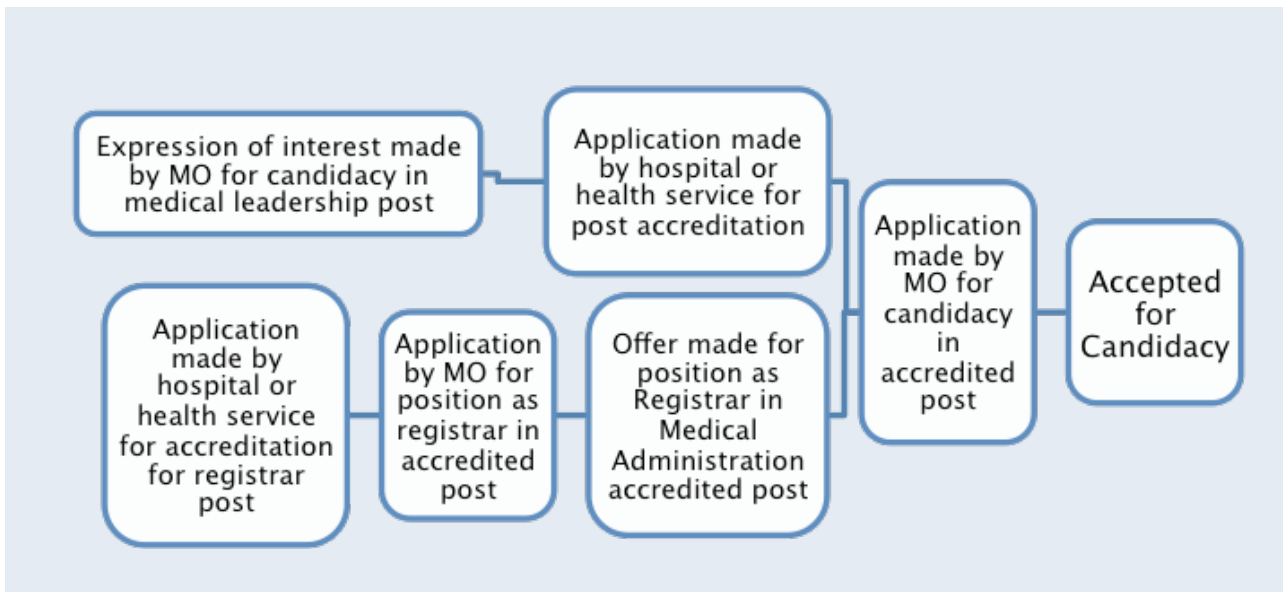 Expression of interest made
by MO for candidacy in
medical leadership post
Application made
by hospital or
health service for
post accreditation
Application
made by
hospital or
health service
for accreditation
for registrar
post
Application
by MO for
position as
registrar in
accredited
post
Offer made for
position as
Registrar in
Medical
Administration
accredited post
Application
made by
MO for
candidacy
in
accredited
post
Accepted
for
Candidacy